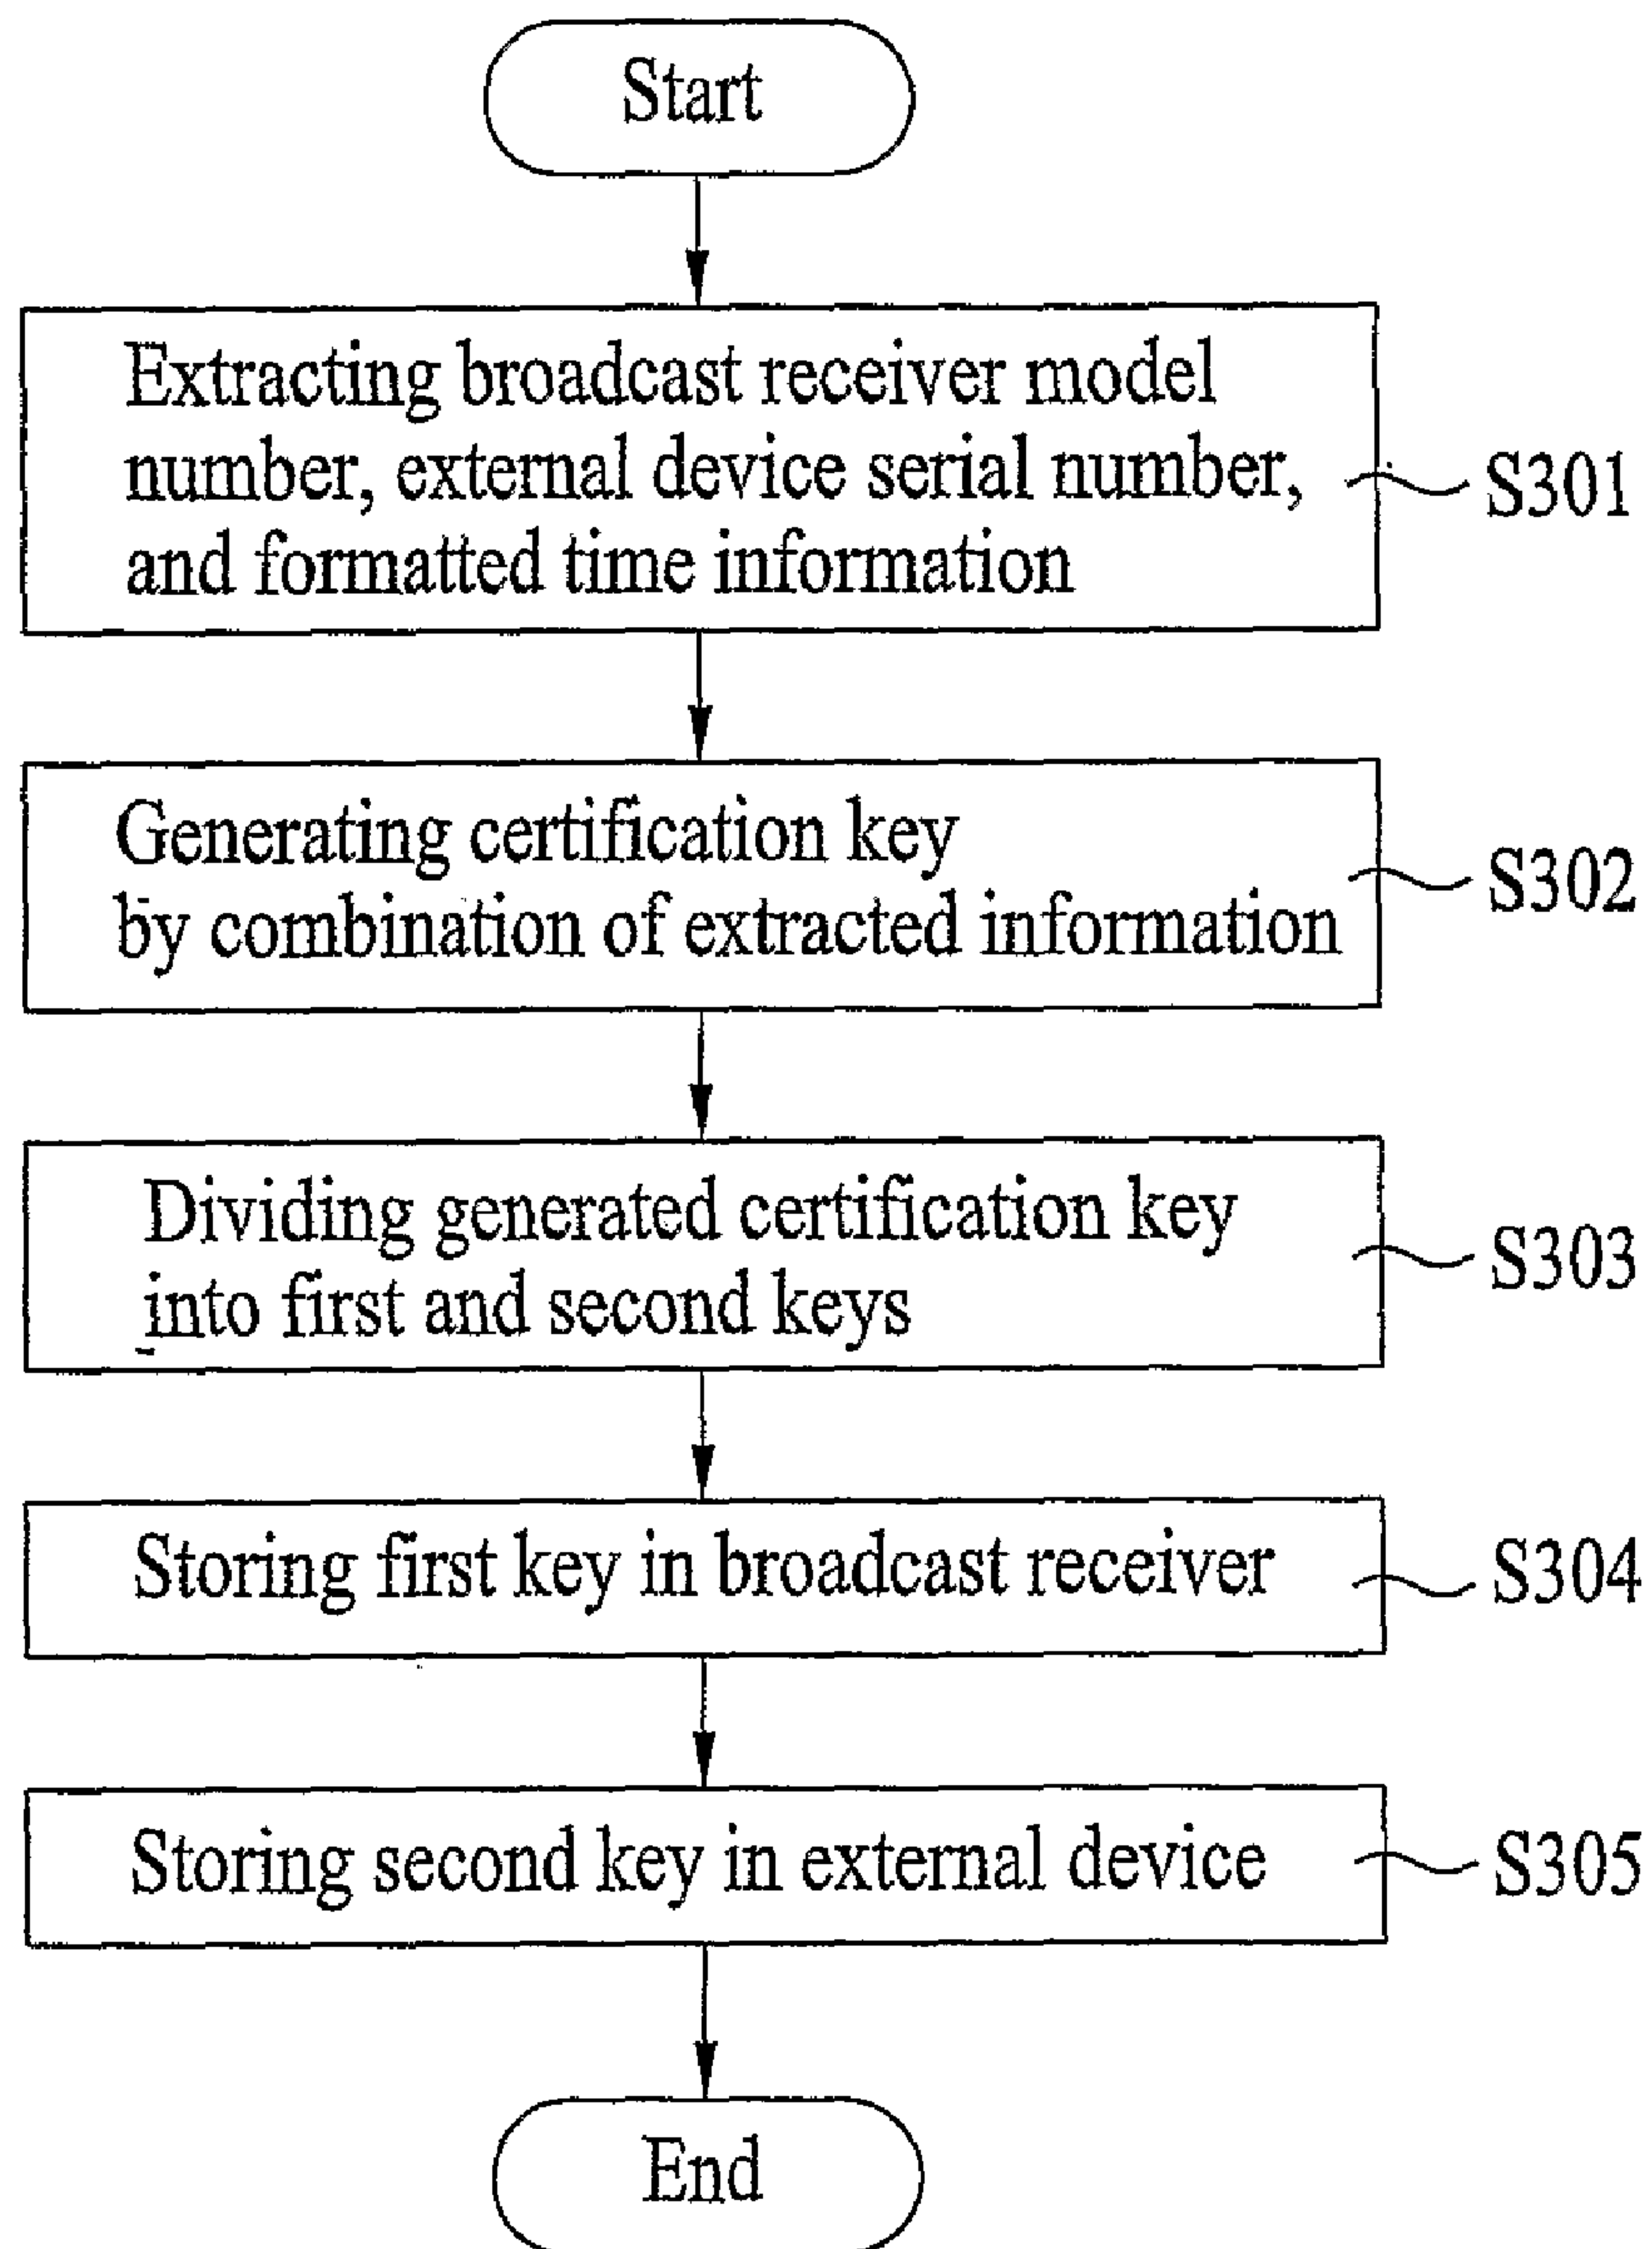 Start
Extracting broadcast receiver model
number, external device serial number,
and formatted time information
S301
Generating certification key
by combination of extracted information
S302
Dividing generated certification key
into first and second keys
S303
Storing first key in broadcast receiver
S304
Storing second key in external device
S305
End